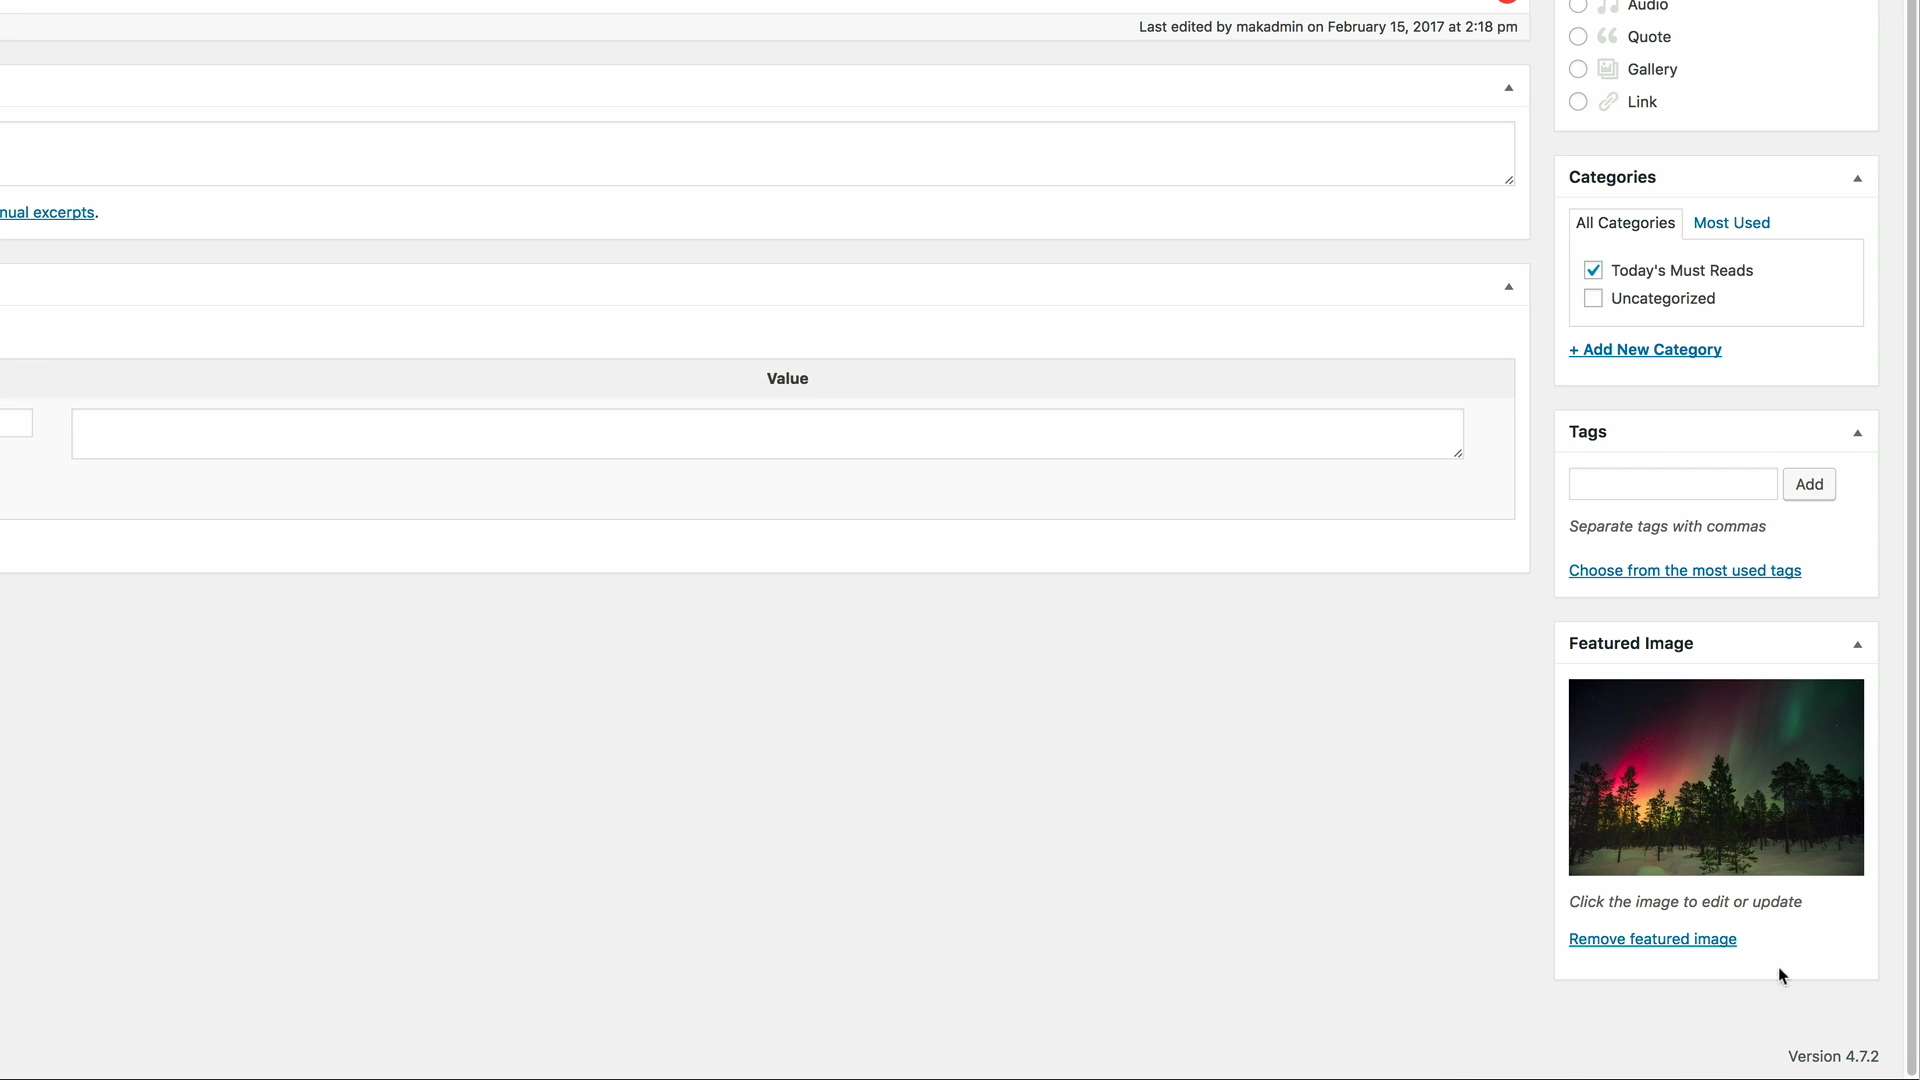 Last edited by makadmin on February 15, 2017 at 2:18 pm
nual excerpts.
Value
Audio
Quote
Gallery
Link
Categories
All Categories Most Used
Today's Must Reads
Uncategorized
+ Add New Category
Tags
Add
Separate tags with commas
Choose from the most used tags
Featured Image
Click the image to edit or update
Remove featured image
Version 4.7.2